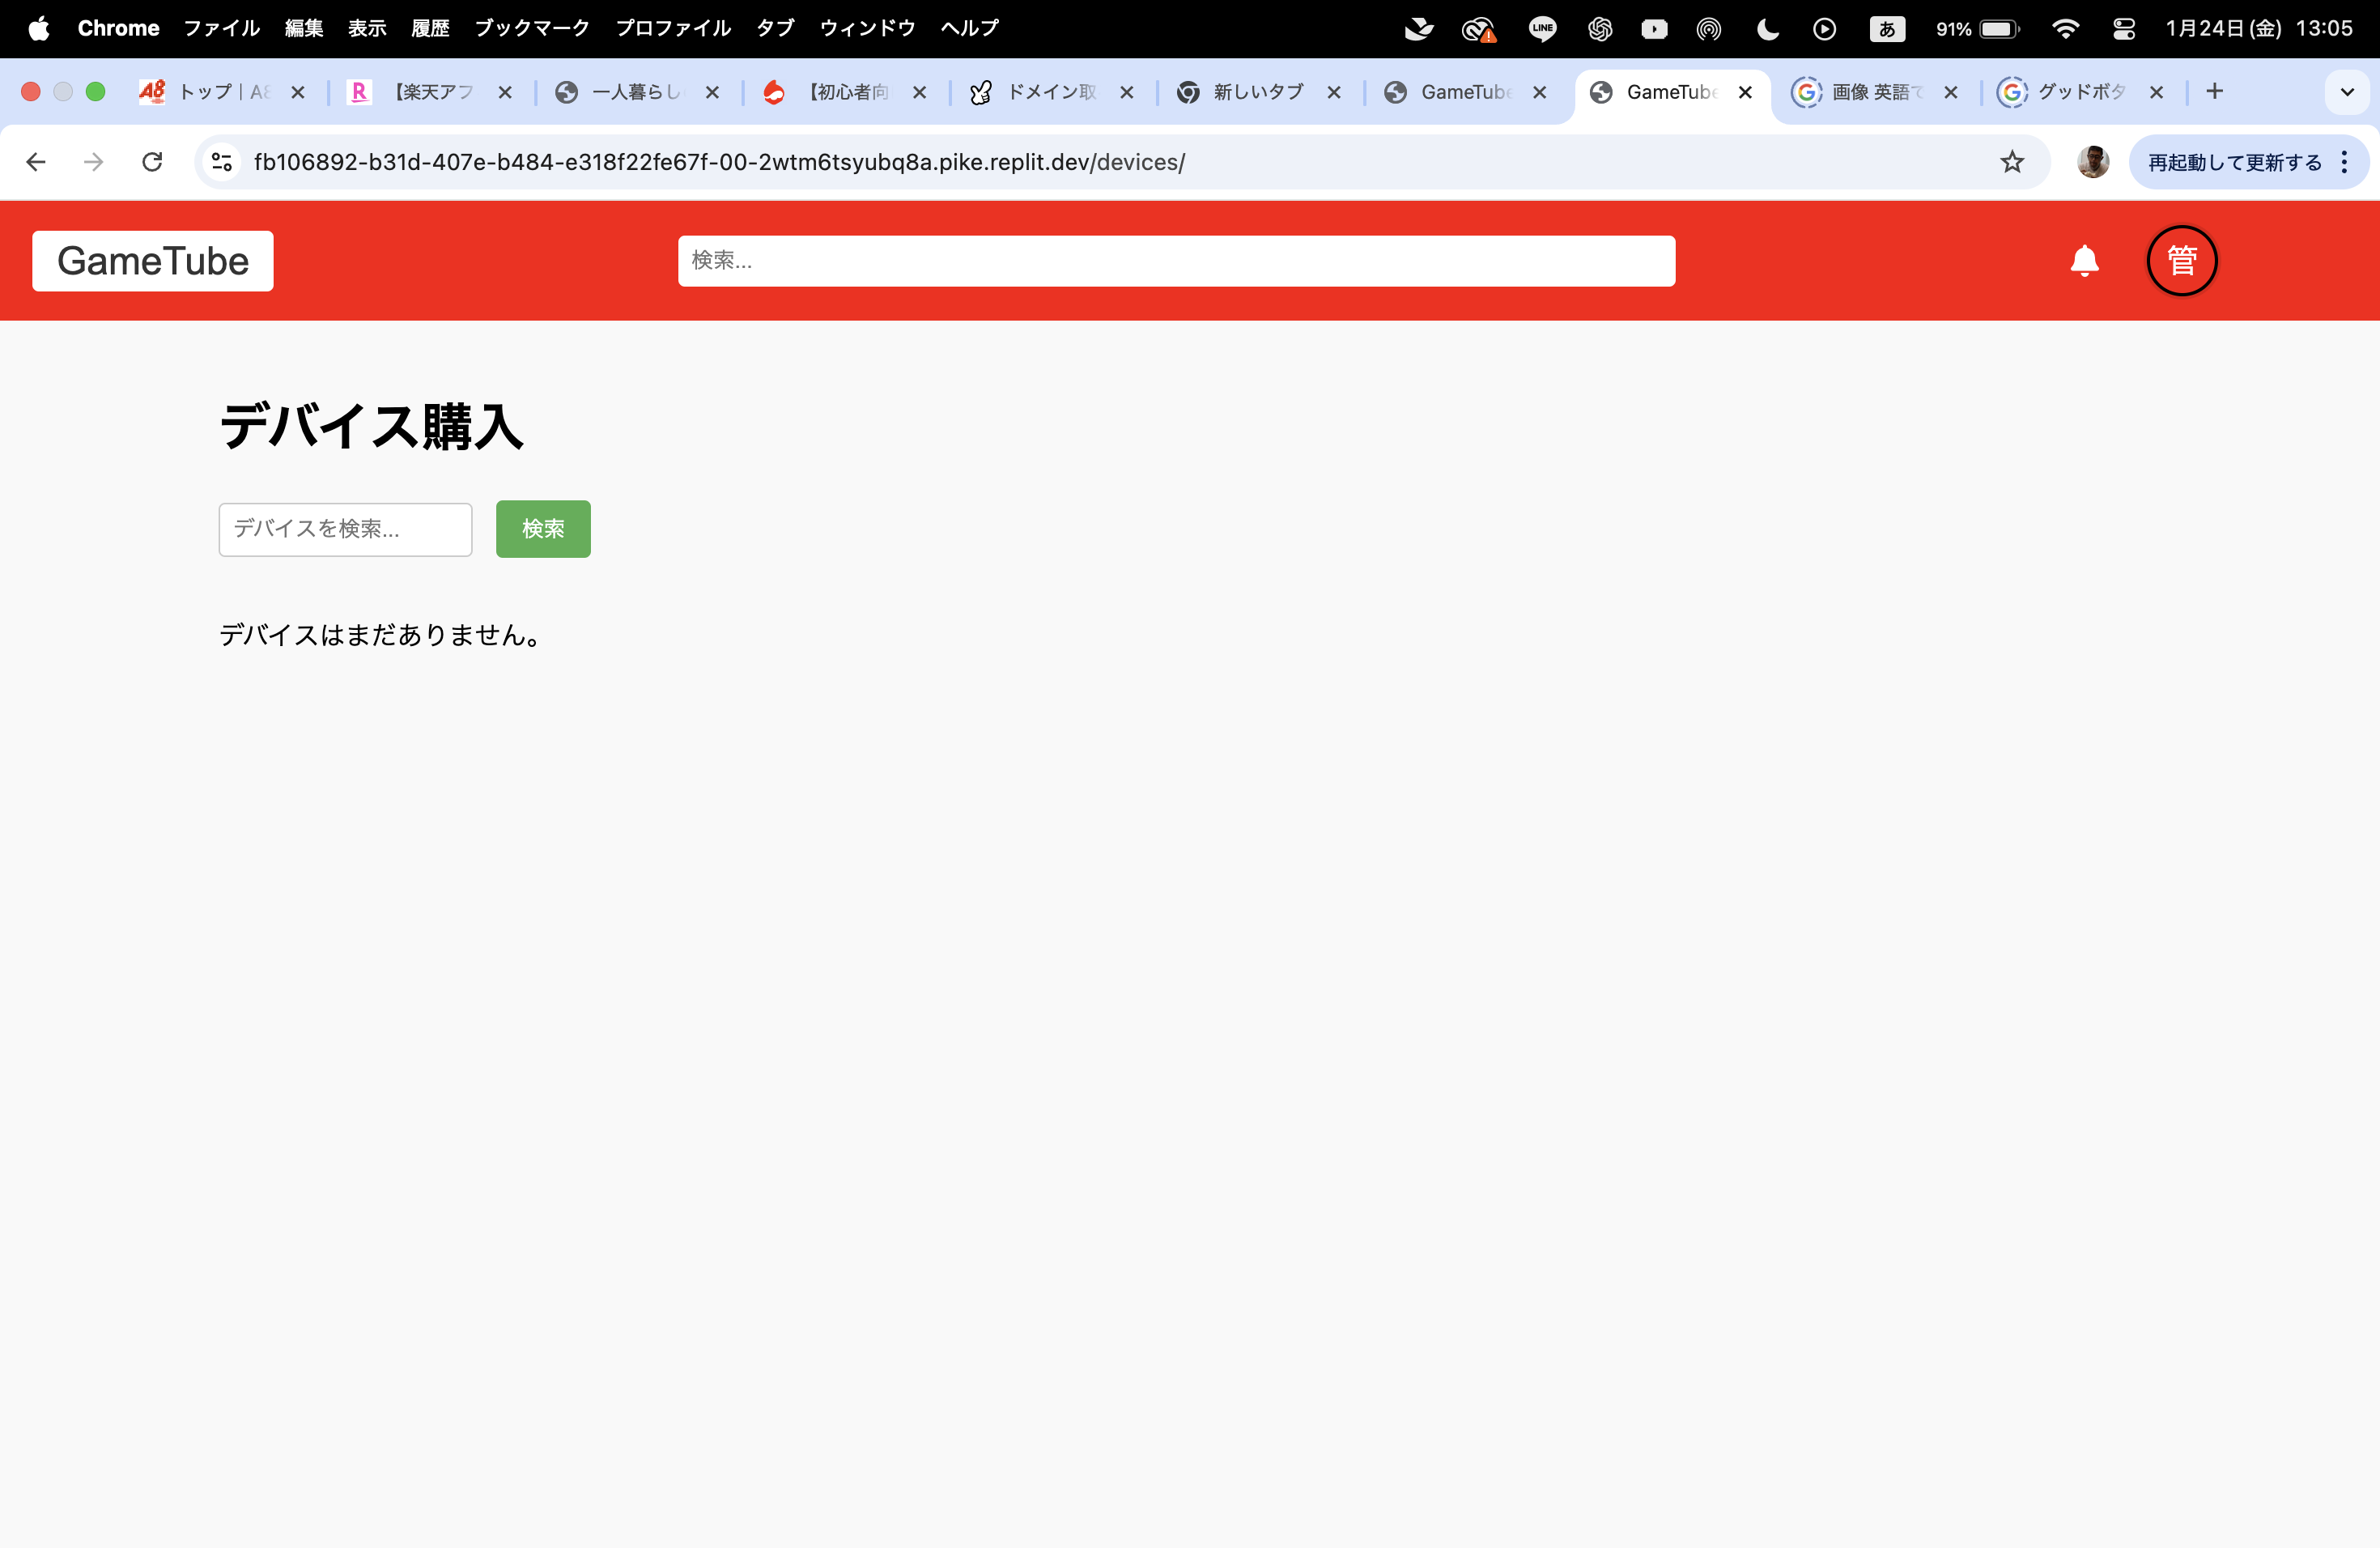 Chrome ファイル 編集 表示 履歴 ブックマーク プロファイル タブ ウィンドウ ヘルプ LINE あ 91% 1月24日(金) 13:05
A8 トップ｜A8 R 【楽天アフ 一人暮らし 【初心者向 ドメイン取 新しいタブ GameTube GameTube 画像 英語で グッドボタ
fb106892-b31d-407e-b484-e318f22fe67f-00-2wtm6tsyubq8a.pike.replit.dev/devices/ 再起動して更新する
GameTube 検索... 管
デバイス購入
デバイスを検索... 検索
デバイスはまだありません。